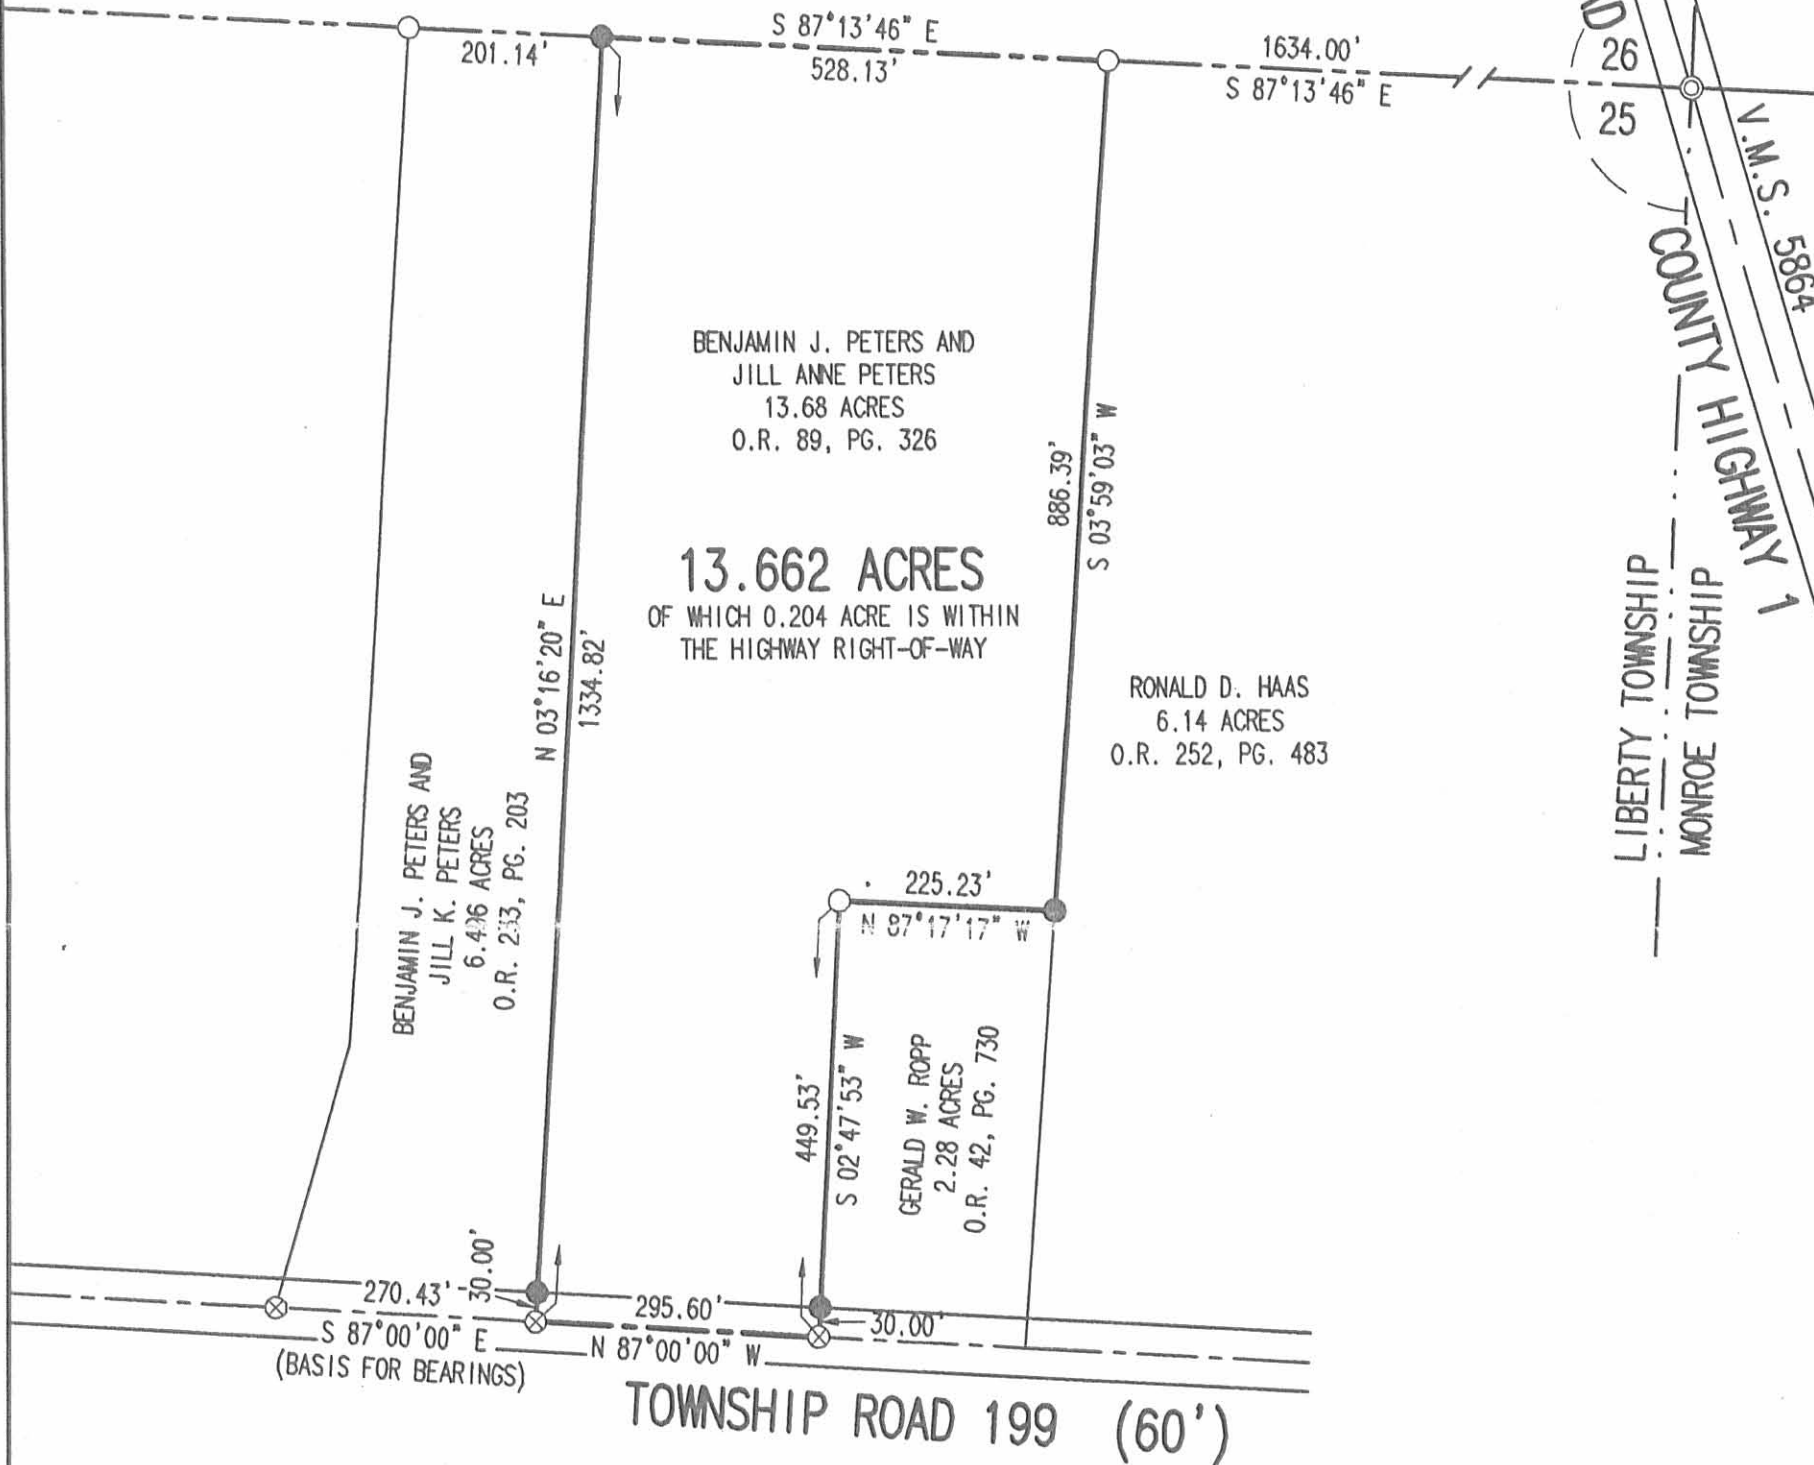 S 87°13'46" E
201.14'
528.13'
1634.00'
S 87°13'46" E
26
25
V.M.S. 5864
COUNTY HIGHWAY 1
BENJAMIN J. PETERS AND
JILL ANNE PETERS
13.68 ACRES
O.R. 89, PG. 326
886.39'
S 03°59'03" W
13.662 ACRES
OF WHICH 0.204 ACRE IS WITHIN
THE HIGHWAY RIGHT-OF-WAY
N 03°16'20" E
1334.82'
RONALD D. HAAS
6.14 ACRES
O.R. 252, PG. 483
LIBERTY TOWNSHIP
MONROE TOWNSHIP
BENJAMIN J. PETERS AND
JILL K. PETERS
ACRES
O.R. PG. 203
225.23'
N 87°17'17" W
449.53'
S 02°47'53" W
GERALD W. ROPP
2.28 ACRES
O.R. 42, PG. 730
270.43'
30.00'
295.60'
30.00'
S 87°00'00" E
(BASIS FOR BEARINGS)
N 87°00'00" W
TOWNSHIP ROAD 199 (60')